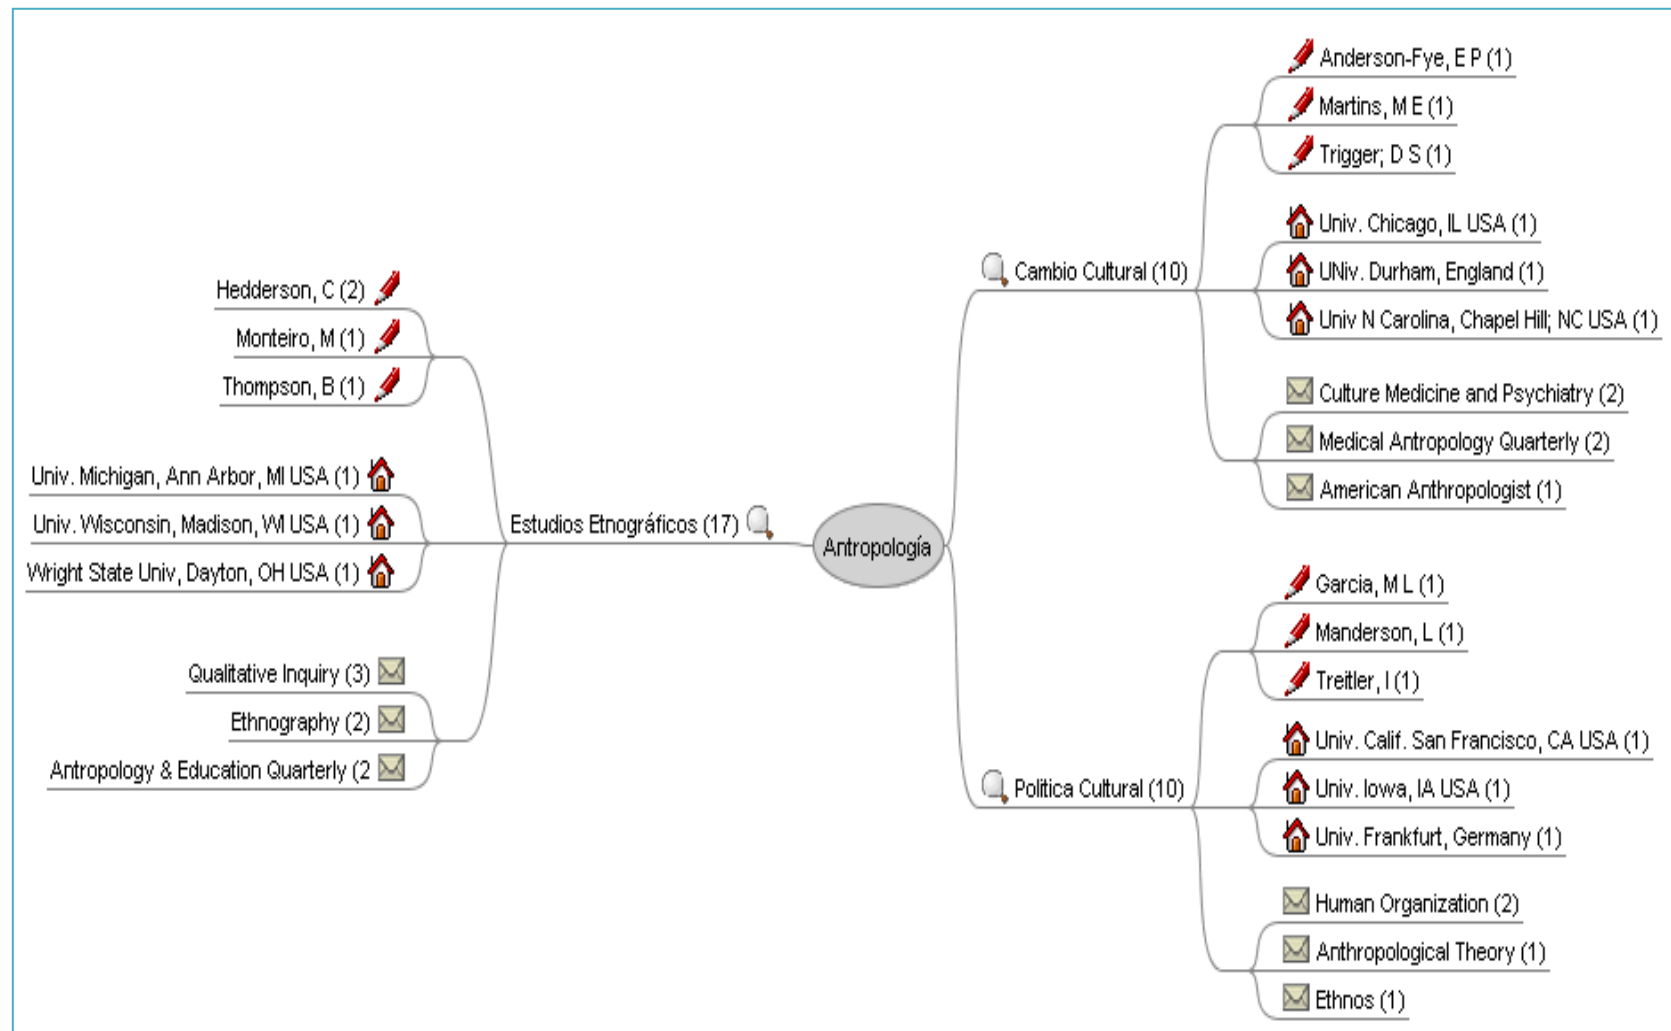 Hedderson, C (2)
Monteiro, M (1)
Thompson, B (1)
Univ. Michigan, Ann Arbor, MI USA (1)
Univ. Wisconsin, Madison, WI USA (1)
Wright State Univ, Dayton, OH USA (1)
Qualitative Inquiry (3)
Ethnography (2)
Antropology & Education Quarterly (2
Estudios Etnográficos (17)
Antropología
Cambio Cultural (10)
Anderson-Fye, E P (1)
Martins, M E (1)
Trigger; D S (1)
Univ. Chicago, IL USA (1)
UNiv. Durham, England (1)
Univ N Carolina, Chapel Hill; NC USA (1)
Culture Medicine and Psychiatry (2)
Medical Antropology Quarterly (2)
American Anthropologist (1)
Politica Cultural (10)
Garcia, M L (1)
Manderson, L (1)
Treitler, I (1)
Univ. Calif. San Francisco, CA USA (1)
Univ. Iowa, IA USA (1)
Univ. Frankfurt, Germany (1)
Human Organization (2)
Anthropological Theory (1)
Ethnos (1)